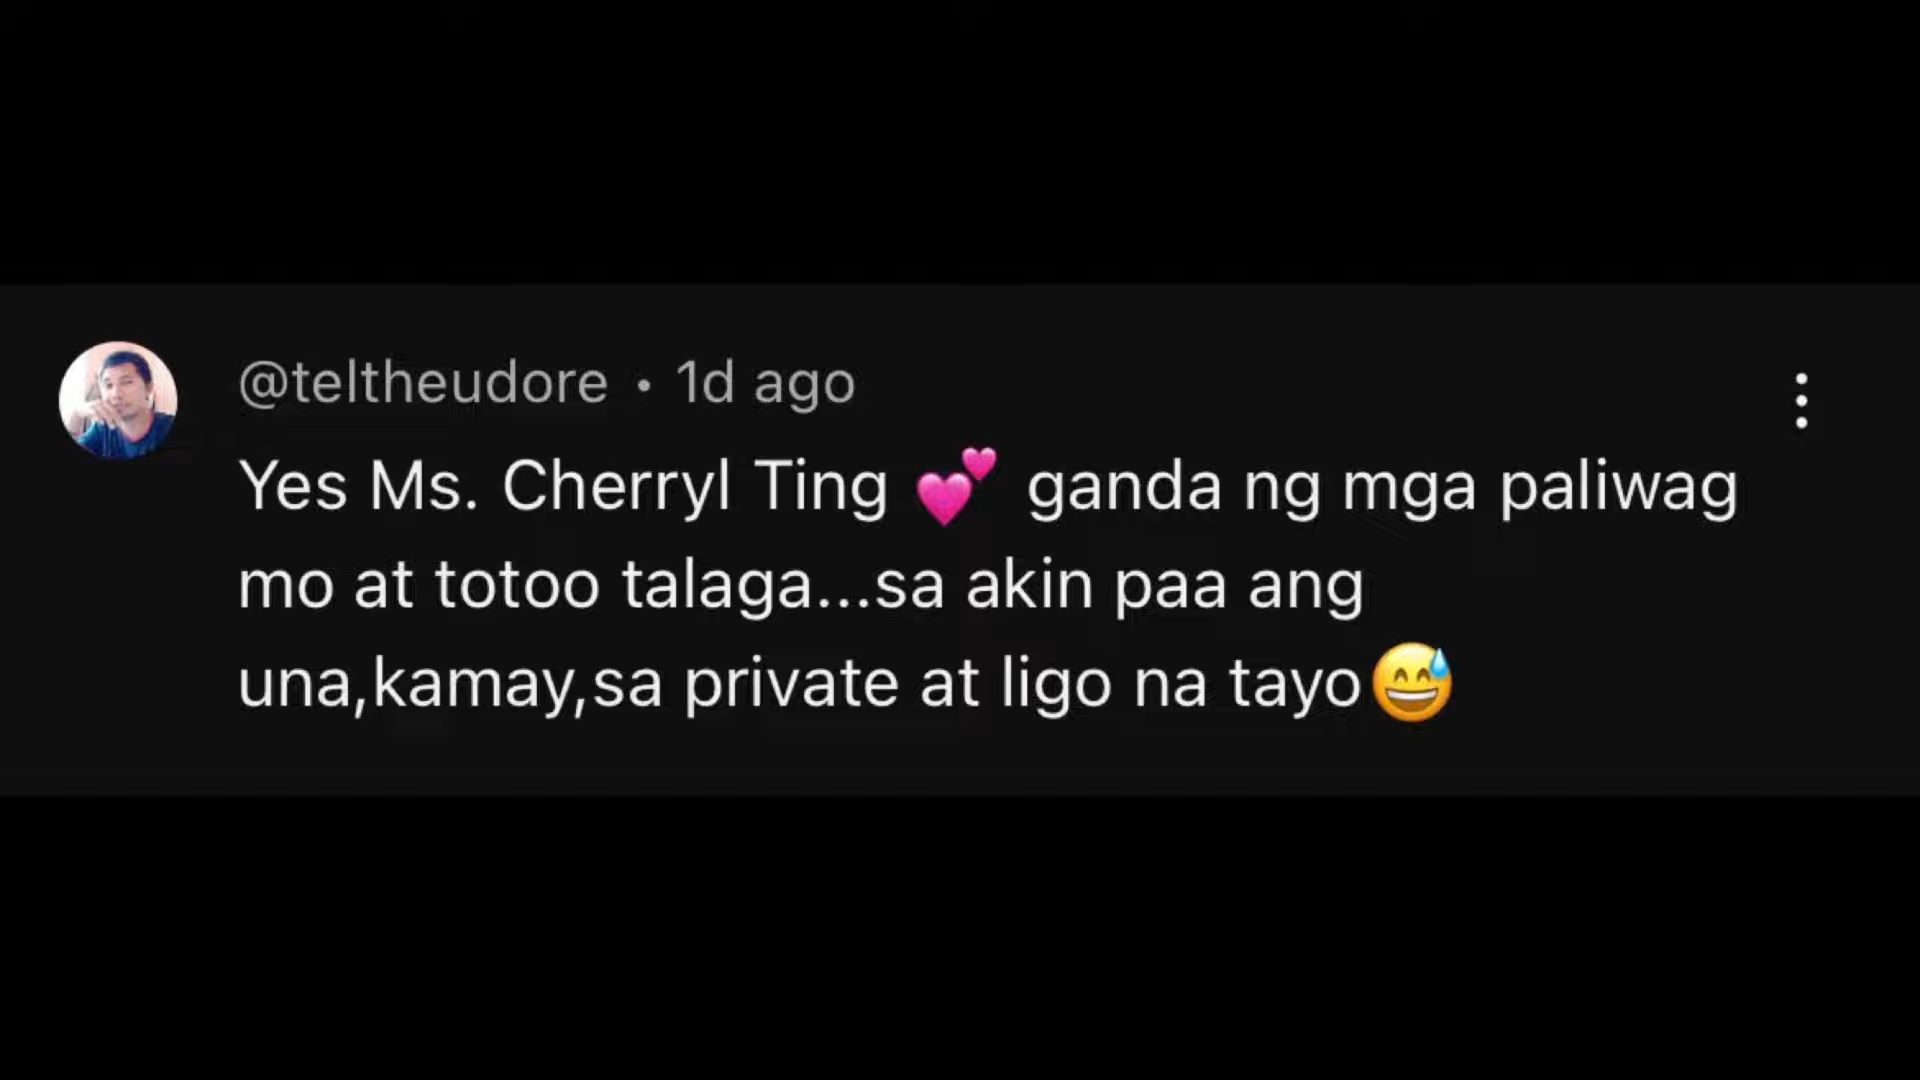 @teltheudore • 1d ago
Yes Ms. Cherryl Ting 💕 ganda ng mga paliwag
mo at totoo talaga...sa akin paa ang
una,kamay,sa private at ligo na tayo😅